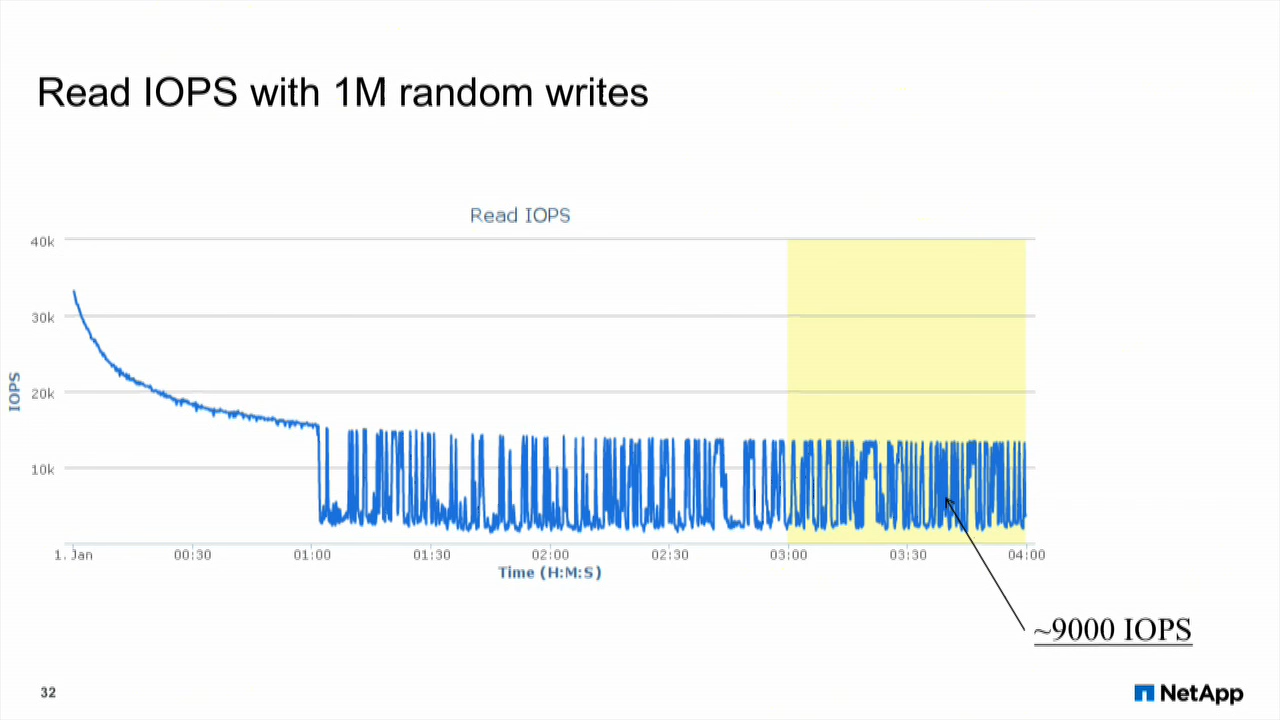 Read IOPS with 1M random writes
Read IOPS
40k
30k
20k
10k
IOPS
1. Jan 00:30 01:00 01:30 02:00 02:30 03:00 03:30 04:00
Time (H:M:S)
~9000 IOPS
32
NetApp